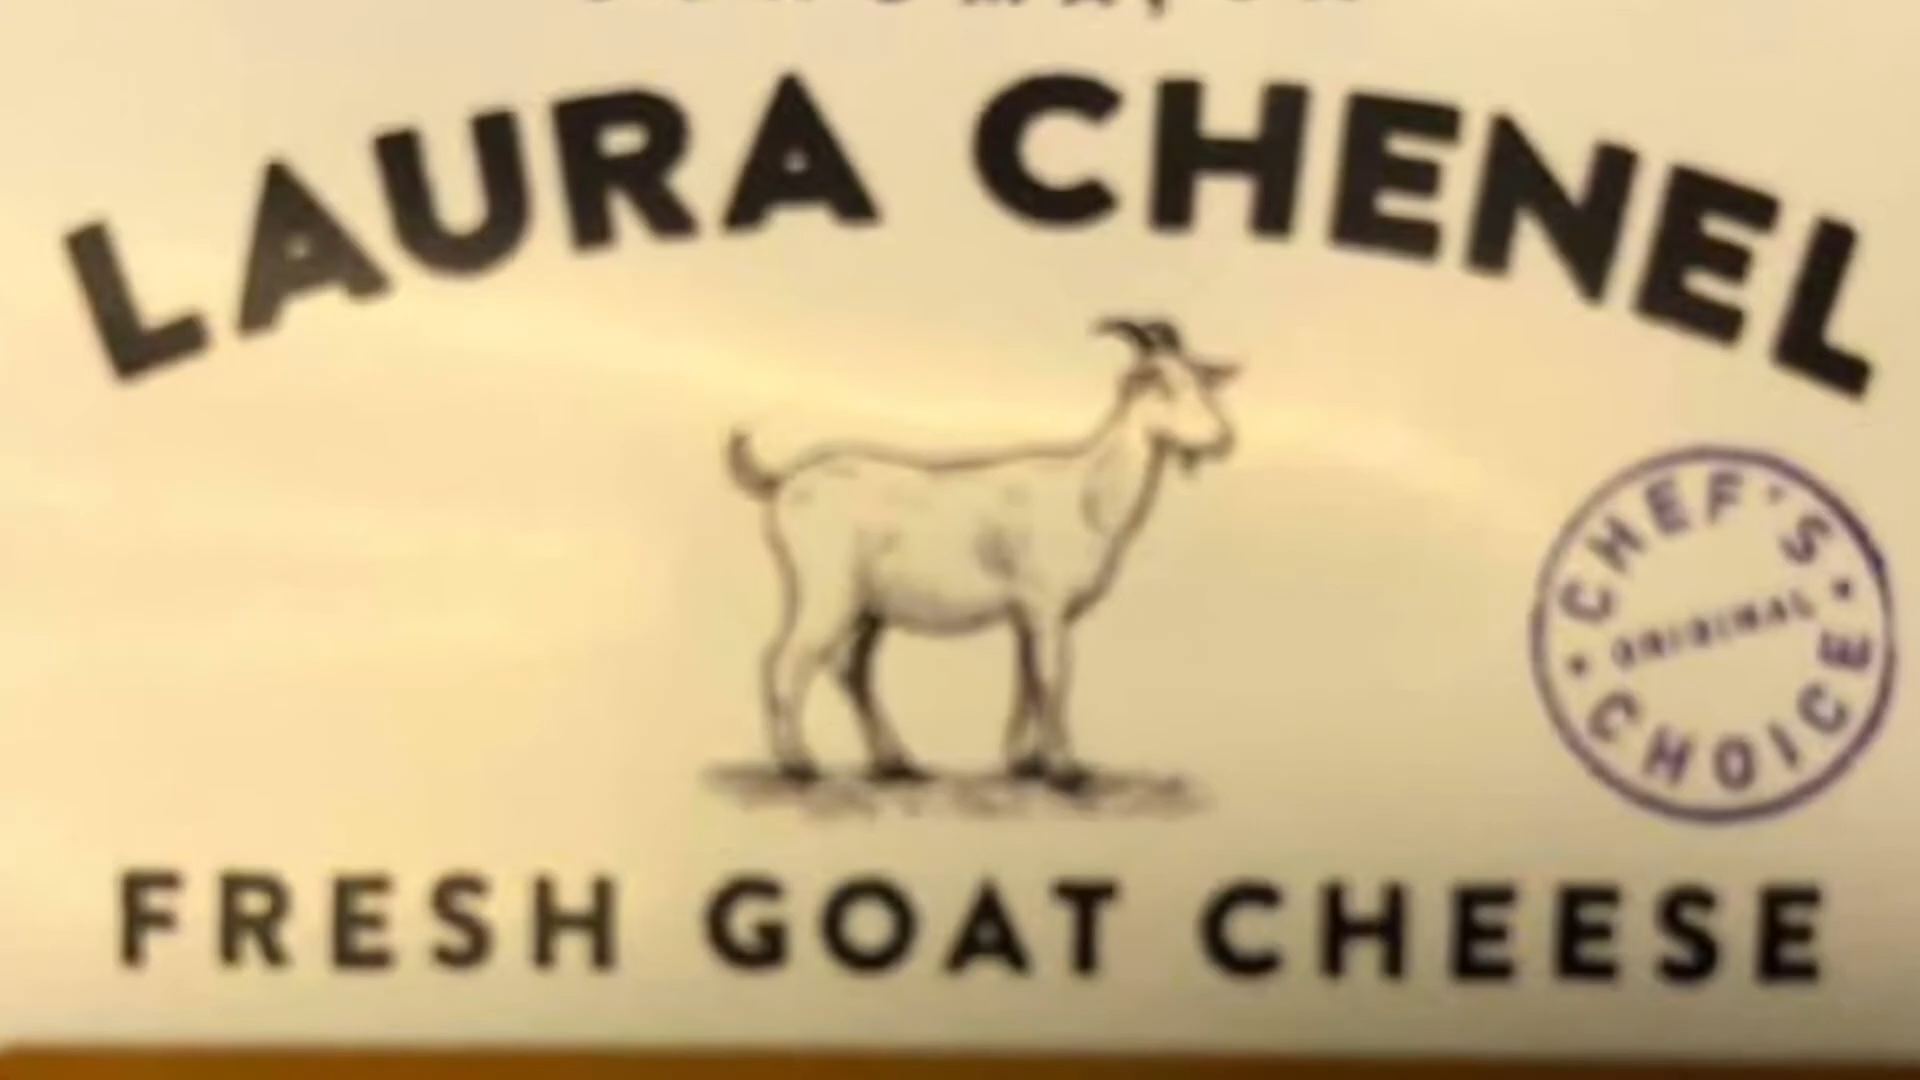 LAURA CHENEL
CHEF'S
ORIGINAL
CHOICE
FRESH GOAT CHEESE